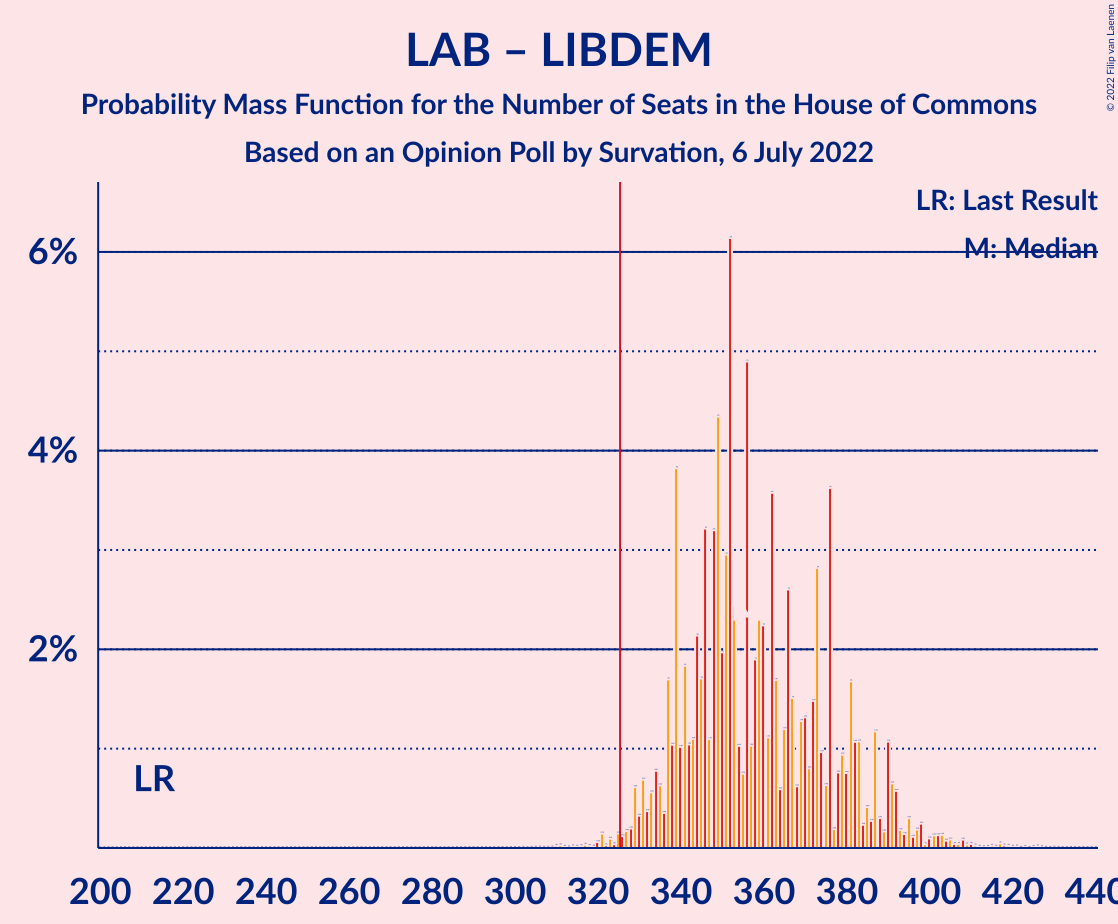 LAB – LIBDEM
Probability Mass Function for the Number of Seats in the House of Commons
Based on an Opinion Poll by Survation, 6 July 2022
© 2022 Filip van Laenen
LR: Last Result
M: Median
6%
4%
2%
LR
200 220 240 260 280 300 320 340 360 380 400 420 440